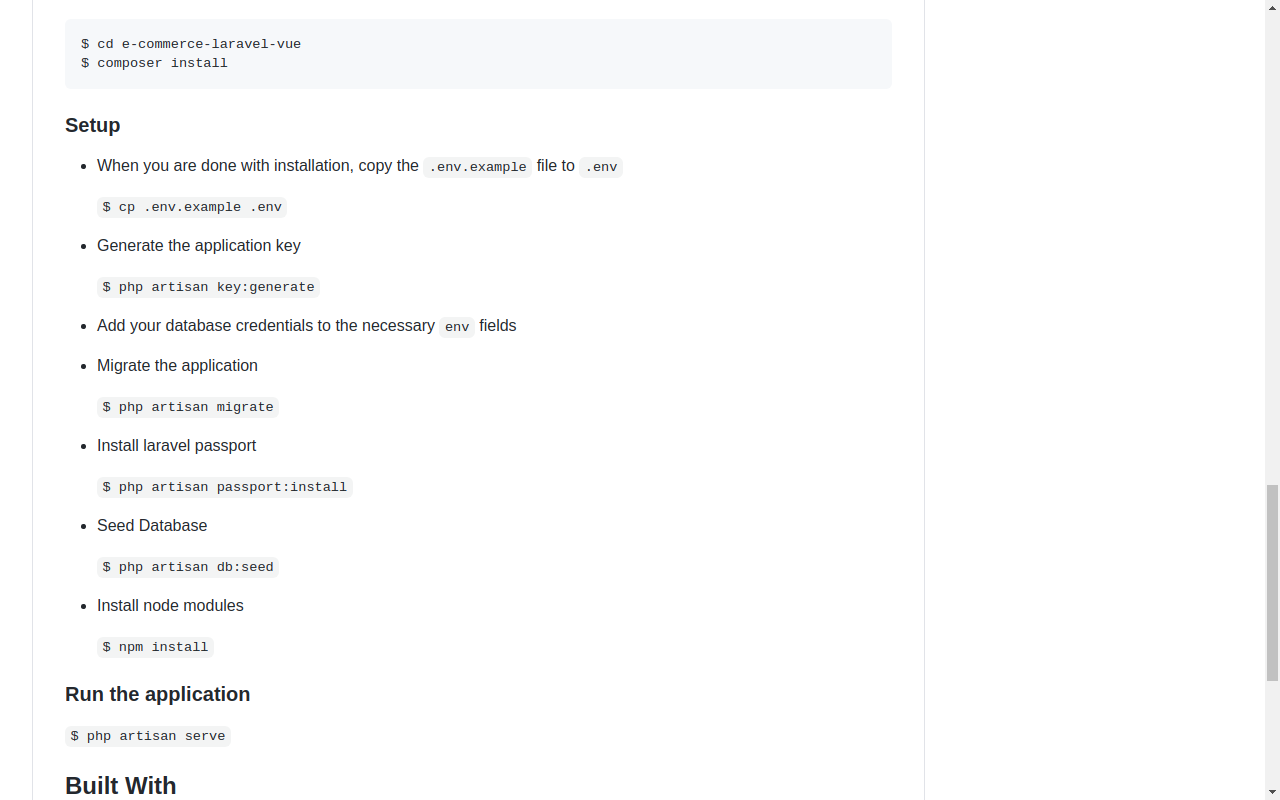 $ cd e-commerce-laravel-vue
$ composer install
Setup
When you are done with installation, copy the .env.example file to .env
$ cp .env.example .env
Generate the application key
$ php artisan key:generate
Add your database credentials to the necessary env fields
Migrate the application
$ php artisan migrate
Install laravel passport
$ php artisan passport:install
Seed Database
$ php artisan db:seed
Install node modules
$ npm install
Run the application
$ php artisan serve
Built With